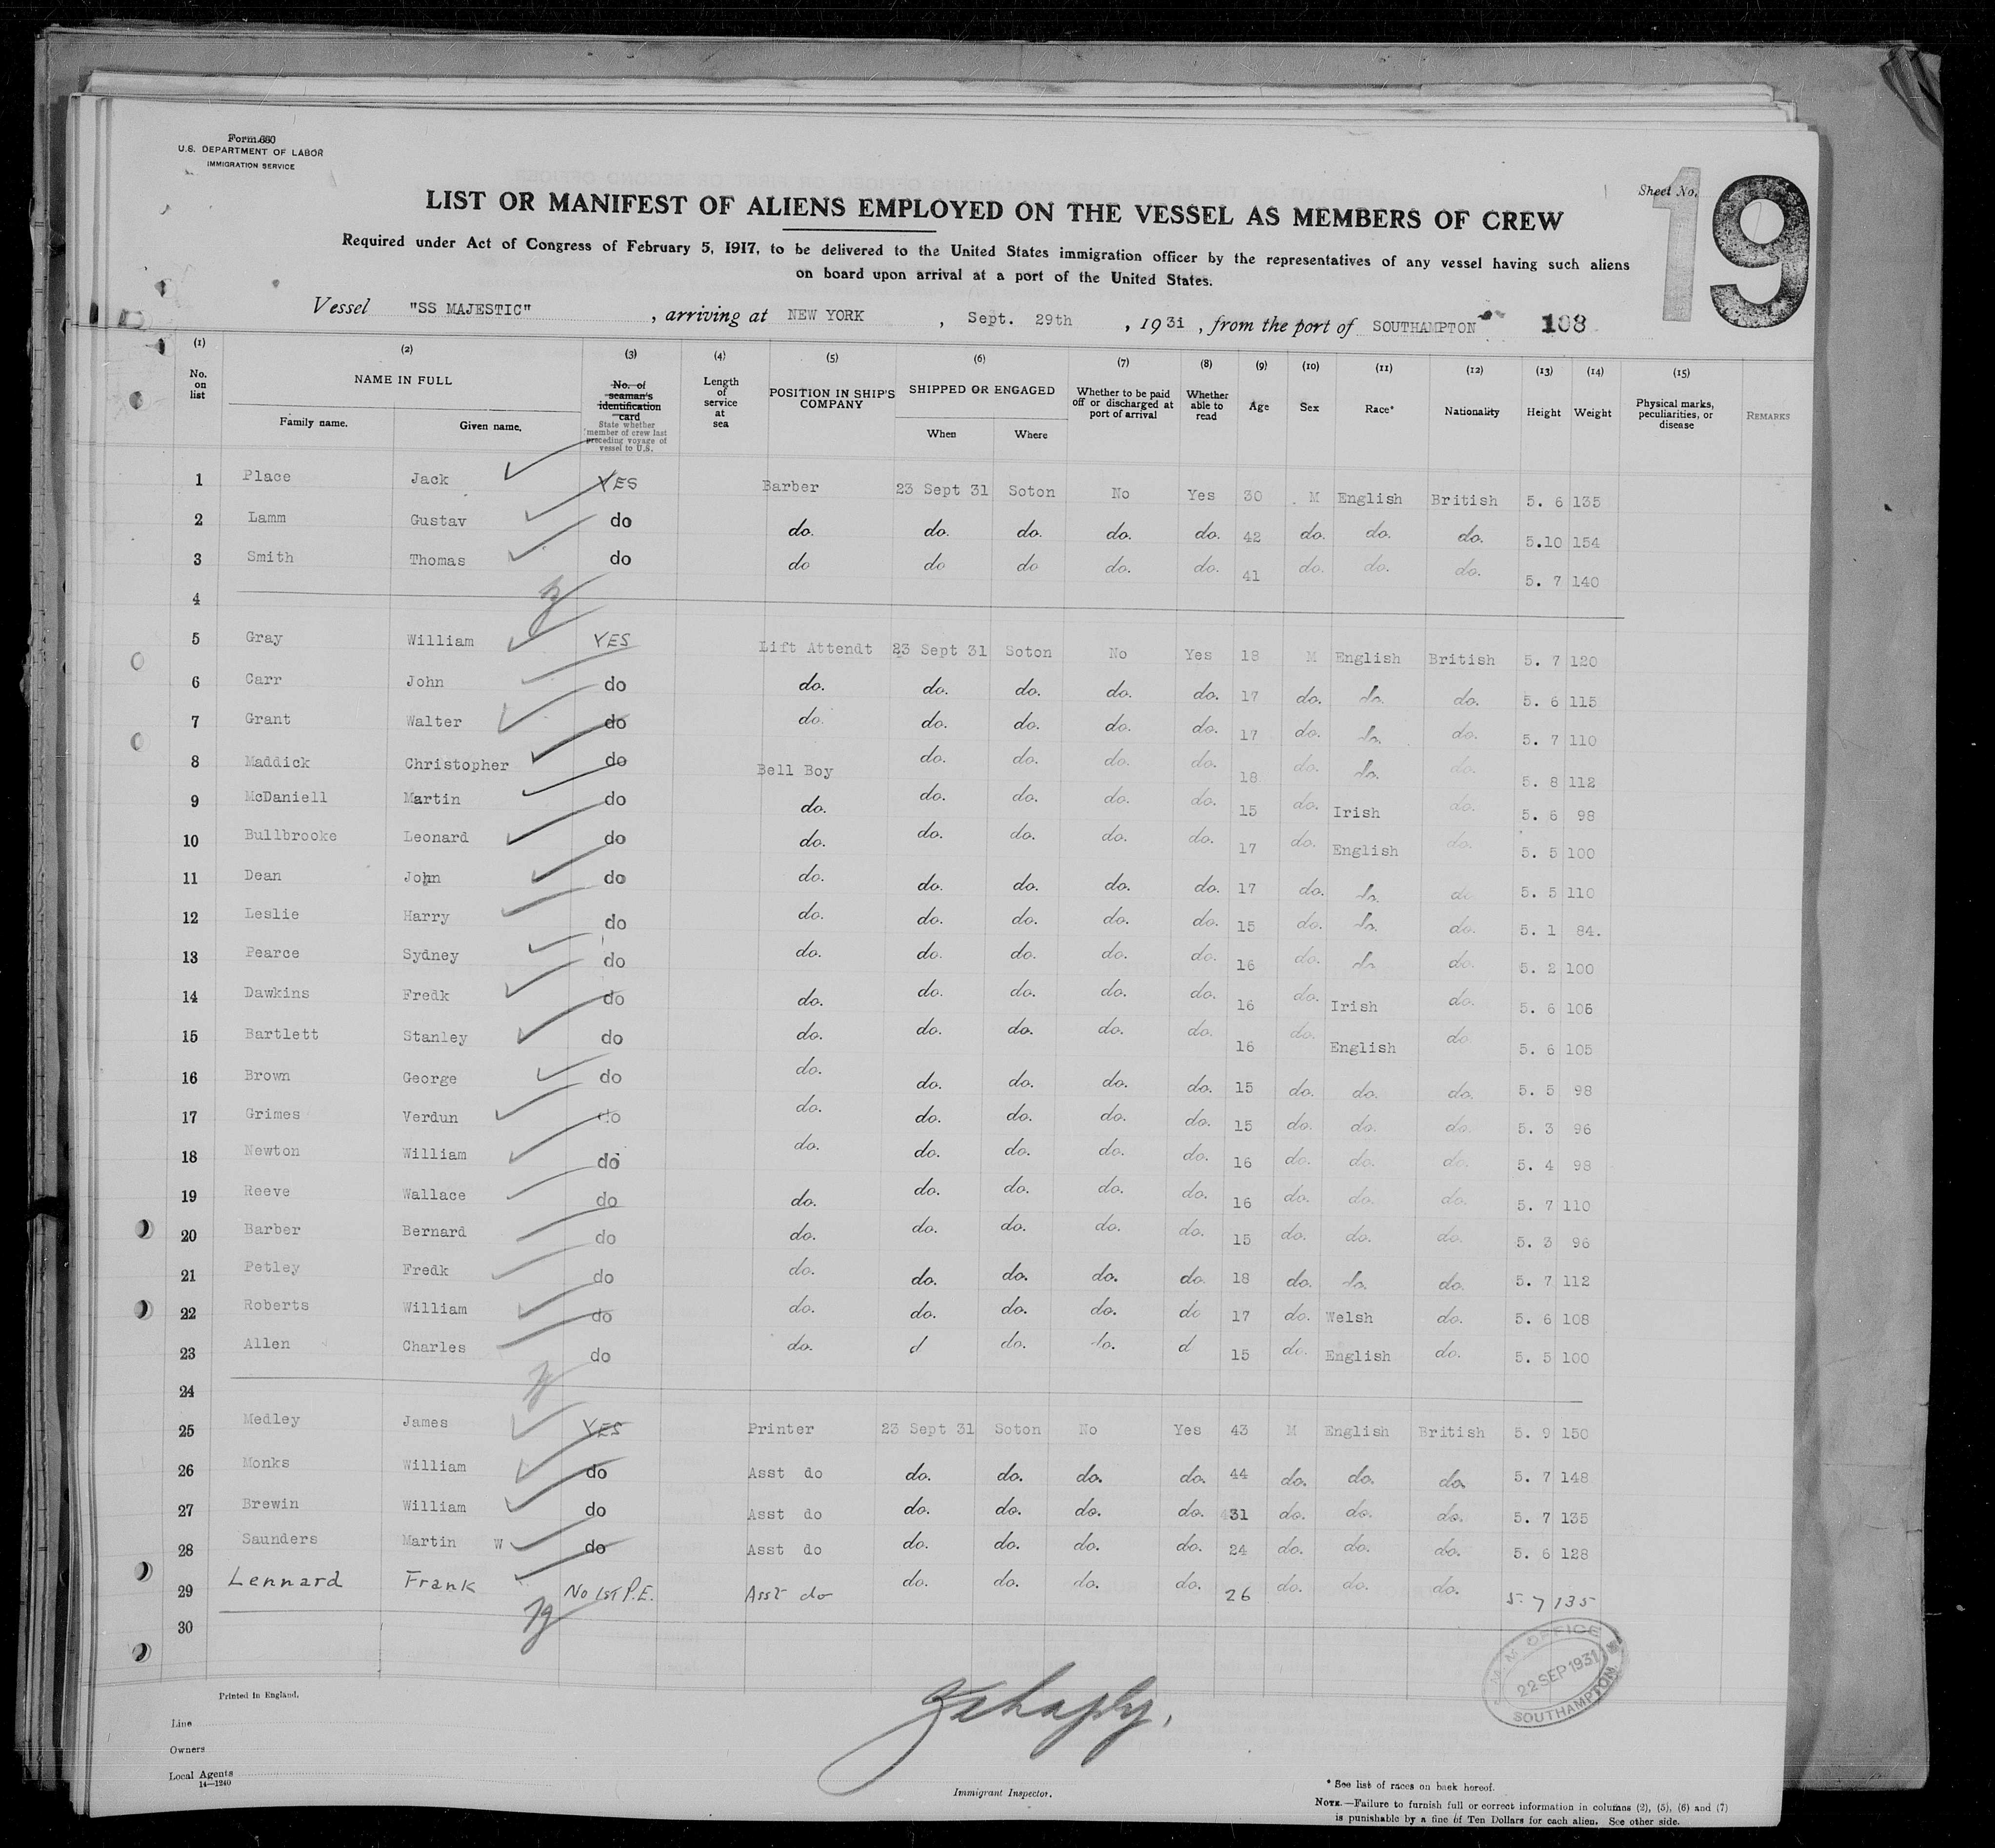 Form 680
U.S. DEPARTMENT OF LABOR
IMMIGRATION SERVICE
Sheet No. 19
LIST OR MANIFEST OF ALIENS EMPLOYED ON THE VESSEL AS MEMBERS OF CREW
Required under Act of Congress of February 5, 1917, to be delivered to the United States immigration officer by the representatives of any vessel having such aliens
on board upon arrival at a port of the United States.
Vessel "SS MAJESTIC", arriving at NEW YORK, Sept. 29th, 1931, from the port of SOUTHAMPTON 108
(1) (2) (3) (4) (5) (6) (7) (8) (9) (10) (11) (12) (13) (14) (15)
No. on list NAME IN FULL Family name. Given name. No. of seaman's identification card State whether member of crew last preceding voyage of vessel to U.S. Length of service at sea POSITION IN SHIP'S COMPANY SHIPPED OR ENGAGED When Where Whether to be paid off or discharged at port of arrival Whether able to read Age Sex Race* Nationality Height Weight Physical marks, peculiarities, or disease REMARKS
1 Place Jack YES Barber 23 Sept 31 Soton No Yes 30 M English British 5. 6 135
2 Lamm Gustav do do. do. do. do. do. 42 do. do. do. 5.10 154
3 Smith Thomas do do do do do. do. 41 do. do. do. 5. 7 140
4
5 Gray William YES Lift Attendt 23 Sept 31 Soton No Yes 18 M English British 5. 7 120
6 Carr John do do. do. do. do. do. 17 do. do. do. 5. 6 115
7 Grant Walter do do. do. do. do. do. 17 do. do. do. 5. 7 110
8 Maddick Christopher do Bell Boy do. do. do. do. 18 do. do. do. 5. 8 112
9 McDaniell Martin do do. do. do. do. do. 15 do. Irish do. 5. 6 98
10 Bullbrooke Leonard do do. do. do. do. do. 17 do. English do. 5. 5 100
11 Dean John do do. do. do. do. do. 17 do. do. do 5. 5 110
12 Leslie Harry do do. do. do. do. do. 15 do. do. do. 5. 1 84.
13 Pearce Sydney do do. do. do. do. do. 16 do. do do. 5. 2 100
14 Dawkins Fredk do do. do. do. do. do. 16 do. Irish do. 5. 6 106
15 Bartlett Stanley do do. do. do. do. do. 16 do. English do 5. 6 105
16 Brown George do do. do. do. do. do. 15 do. do. do. 5. 5 98
17 Grimes Verdun do do. do. do. do. do. 15 do. do. do. 5. 3 96
18 Newton William do do. do. do. do. do. 16 do. do. do. 5. 4 98
19 Reeve Wallace do do. do. do. do. do. 16 do. do. do. 5. 7 110
20 Barber Bernard do do. do. do. do. do. 15 do. do. do. 5. 3 96
21 Petley Fredk do do. do. do. do. do 18 do. do. do. 5. 7 112
22 Roberts William do do. do. do. do. do 17 do. Welsh do. 5. 6 108
23 Allen Charles do do. d do. do. d 15 do. English do. 5. 5 100
24
25 Medley James YES Printer 23 Sept 31 Soton No Yes 43 M English British 5. 9 150
26 Monks William do Asst do do. do. do. do. 44 do. do. do. 5. 7 148
27 Brewin William do Asst do do. do. do. do. 31 do. do. do. 5. 7 135
28 Saunders Martin W do Asst do do. do. do. do. 24 do. do. do. 5. 6 128
29 Lennard Frank No 1st P.E. Asst do do. do. do. do. 26 do. do. do. 5 7 135
30
OFFICE
22 SEP 1931
SOUTHAMPTON
Printed in England.
Line
Owners
Local Agents
14—1240
Immigrant Inspector.
* See list of races on back hereof.
NOTE.—Failure to furnish full or correct information in columns (2), (5), (6) and (7)
is punishable by a fine of Ten Dollars for each alien. See other side.